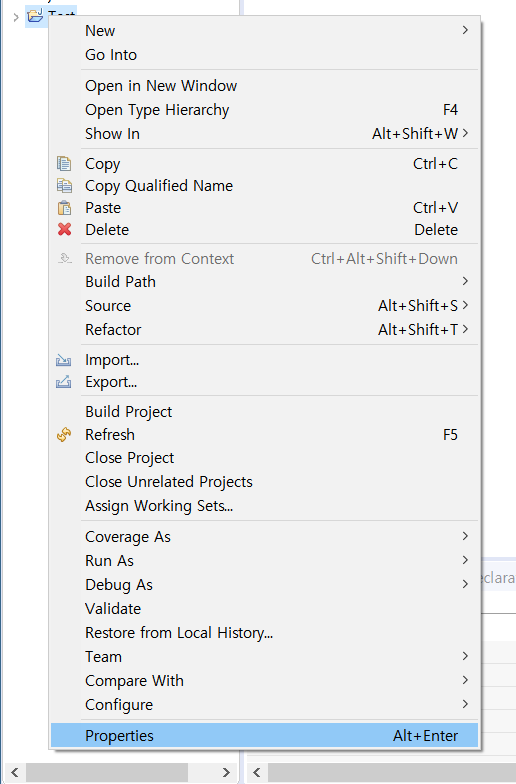 New
Go Into
Open in New Window
Open Type Hierarchy F4
Show In Alt+Shift+W
Copy Ctrl+C
Copy Qualified Name
Paste Ctrl+V
Delete Delete
Remove from Context Ctrl+Alt+Shift+Down
Build Path
Source Alt+Shift+S
Refactor Alt+Shift+T
Import...
Export...
Build Project
Refresh F5
Close Project
Close Unrelated Projects
Assign Working Sets...
Coverage As
Run As
Debug As
eclara
Validate
Restore from Local History...
Team
Compare With
Configure
Properties Alt+Enter